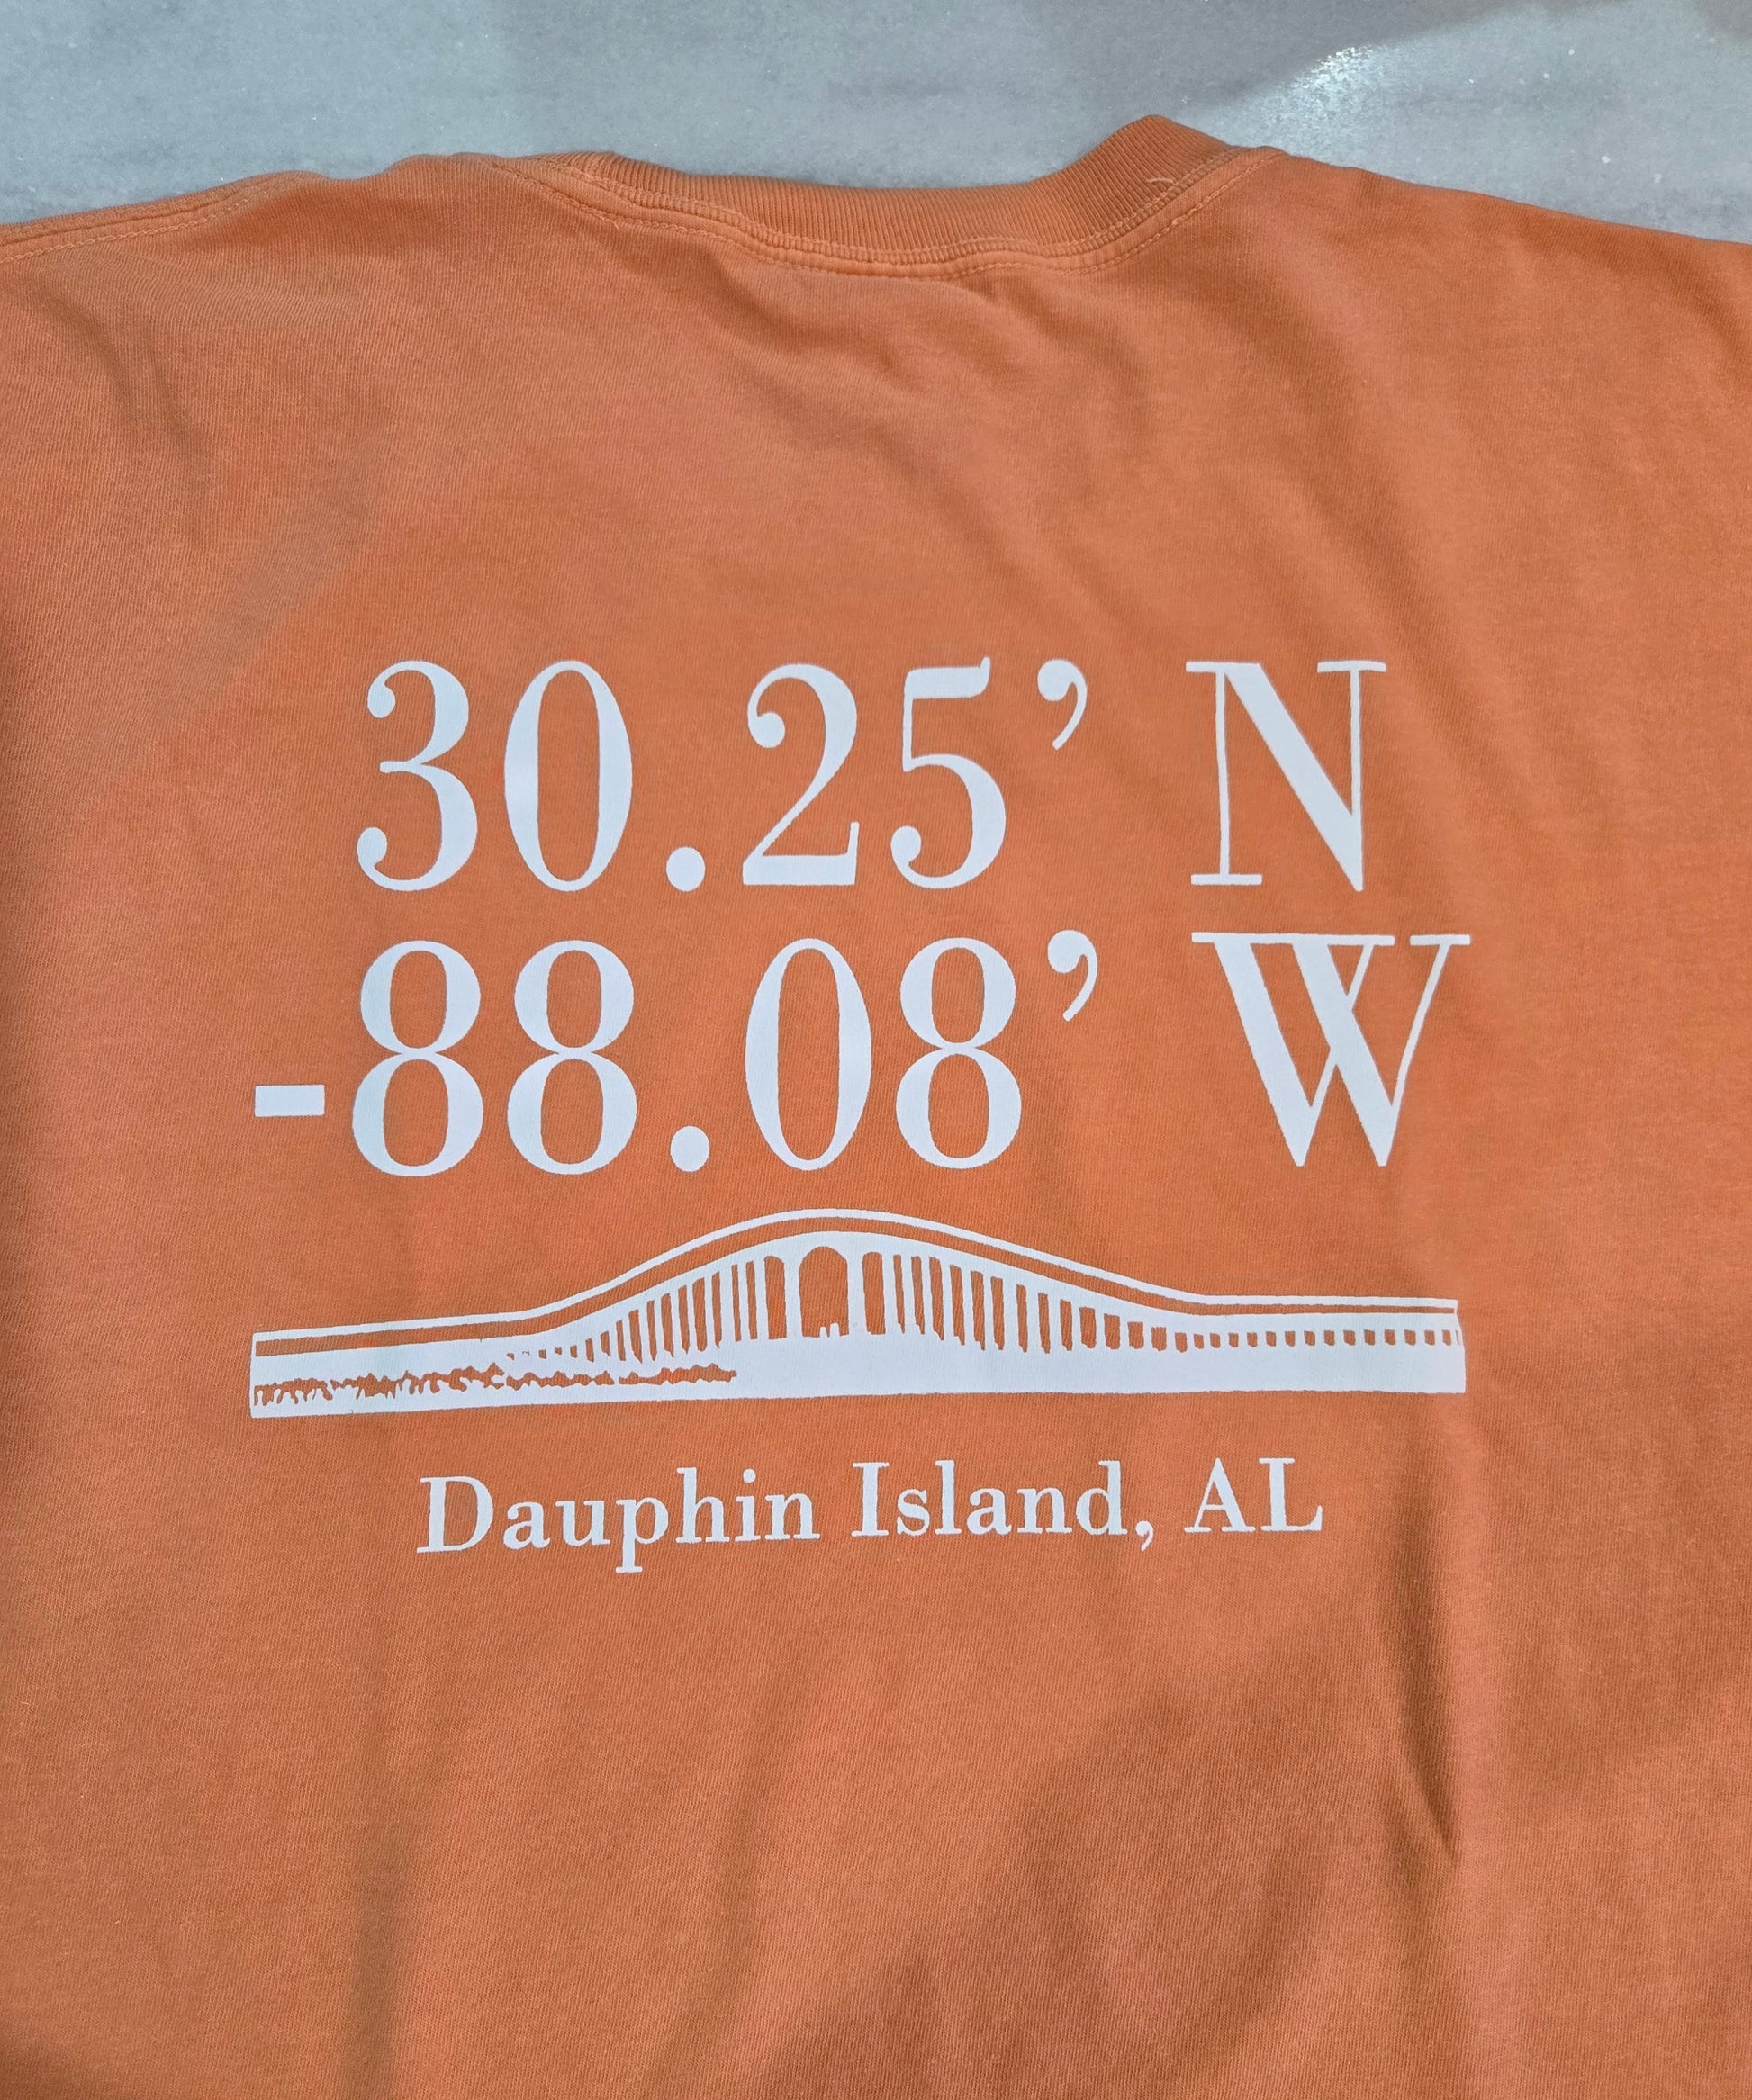 30.25’ N
-88.08’ W
Dauphin Island, AL